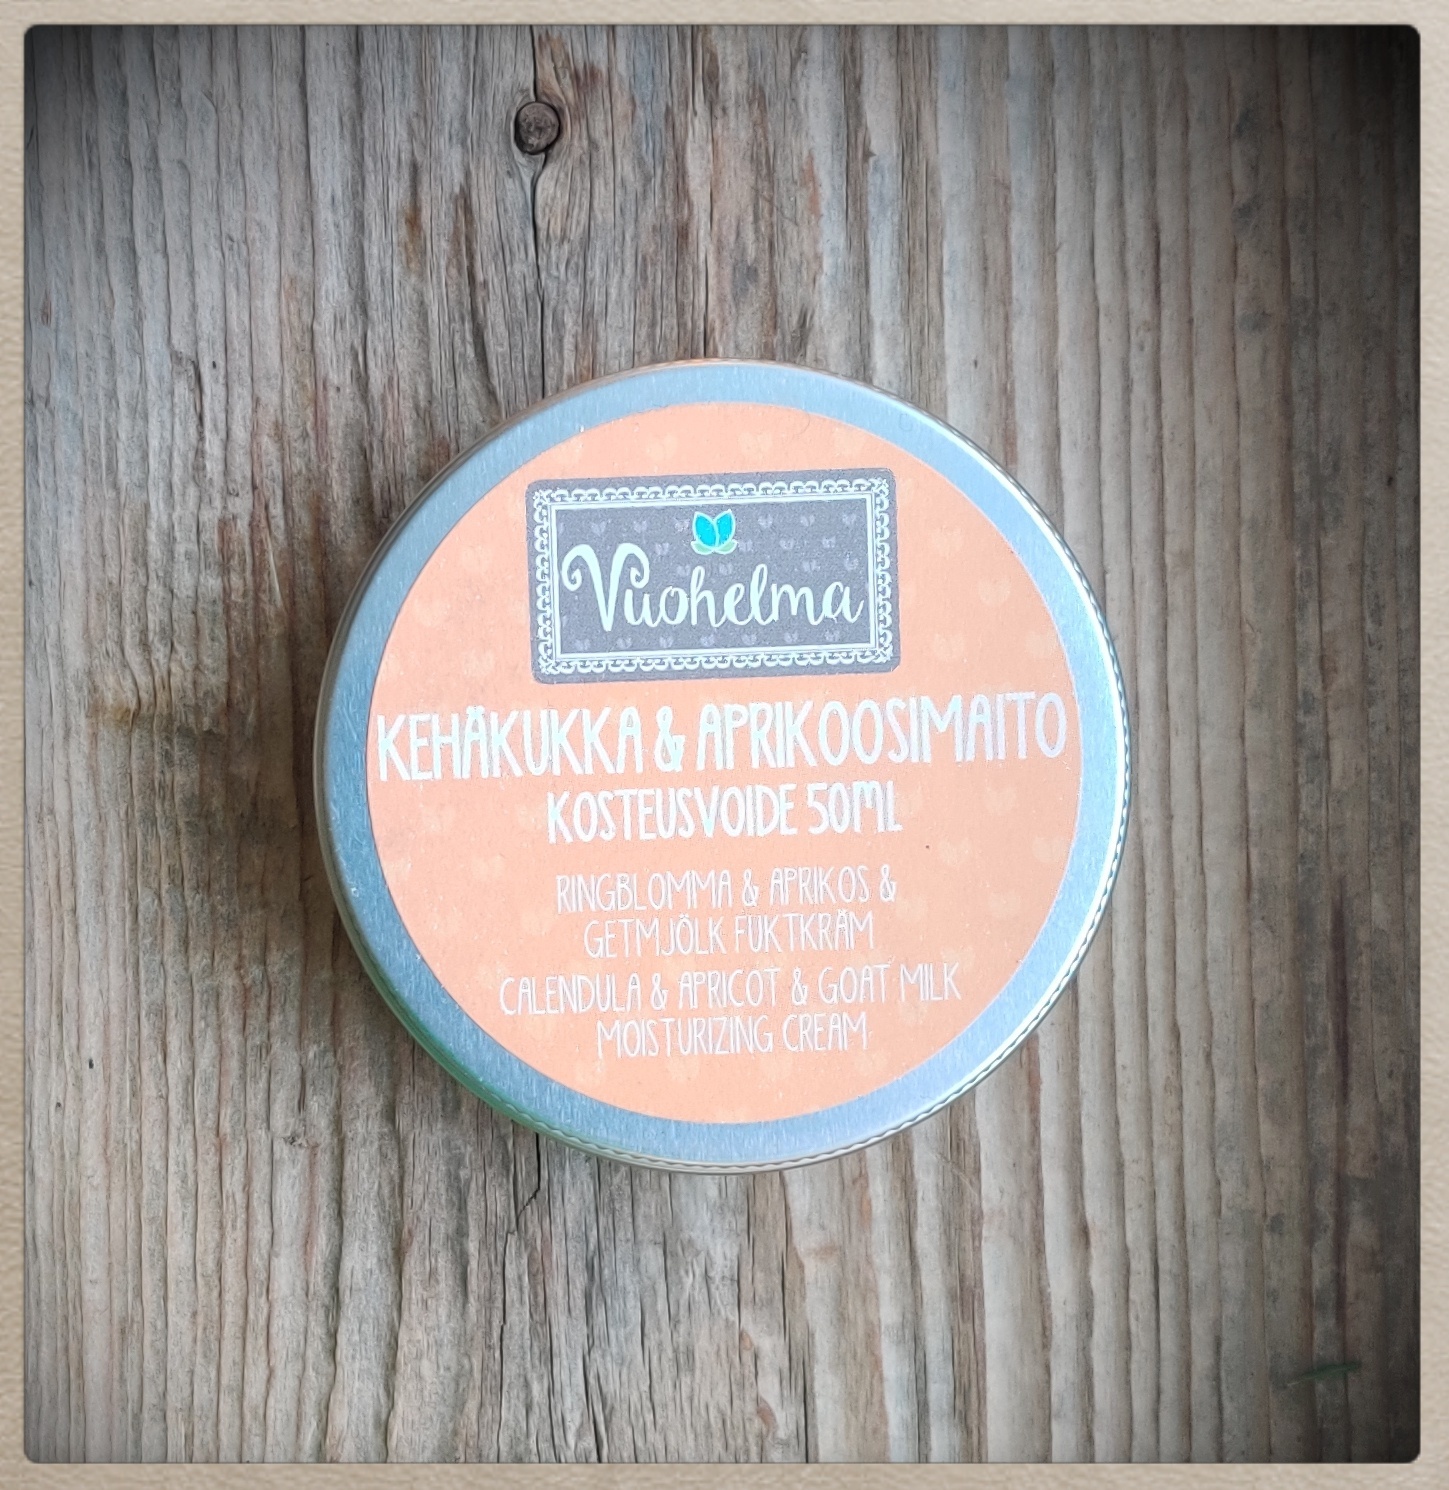 Vuohelma
KEHÄKUKKA & APRIKOOSIMAITO
KOSTEUSVOIDE 50ML
RINGBLOMMA & APRIKOS &
GETMJÖLK FUKTKRÄM
CALENDULA & APRICOT & GOAT MILK
MOISTURIZING CREAM